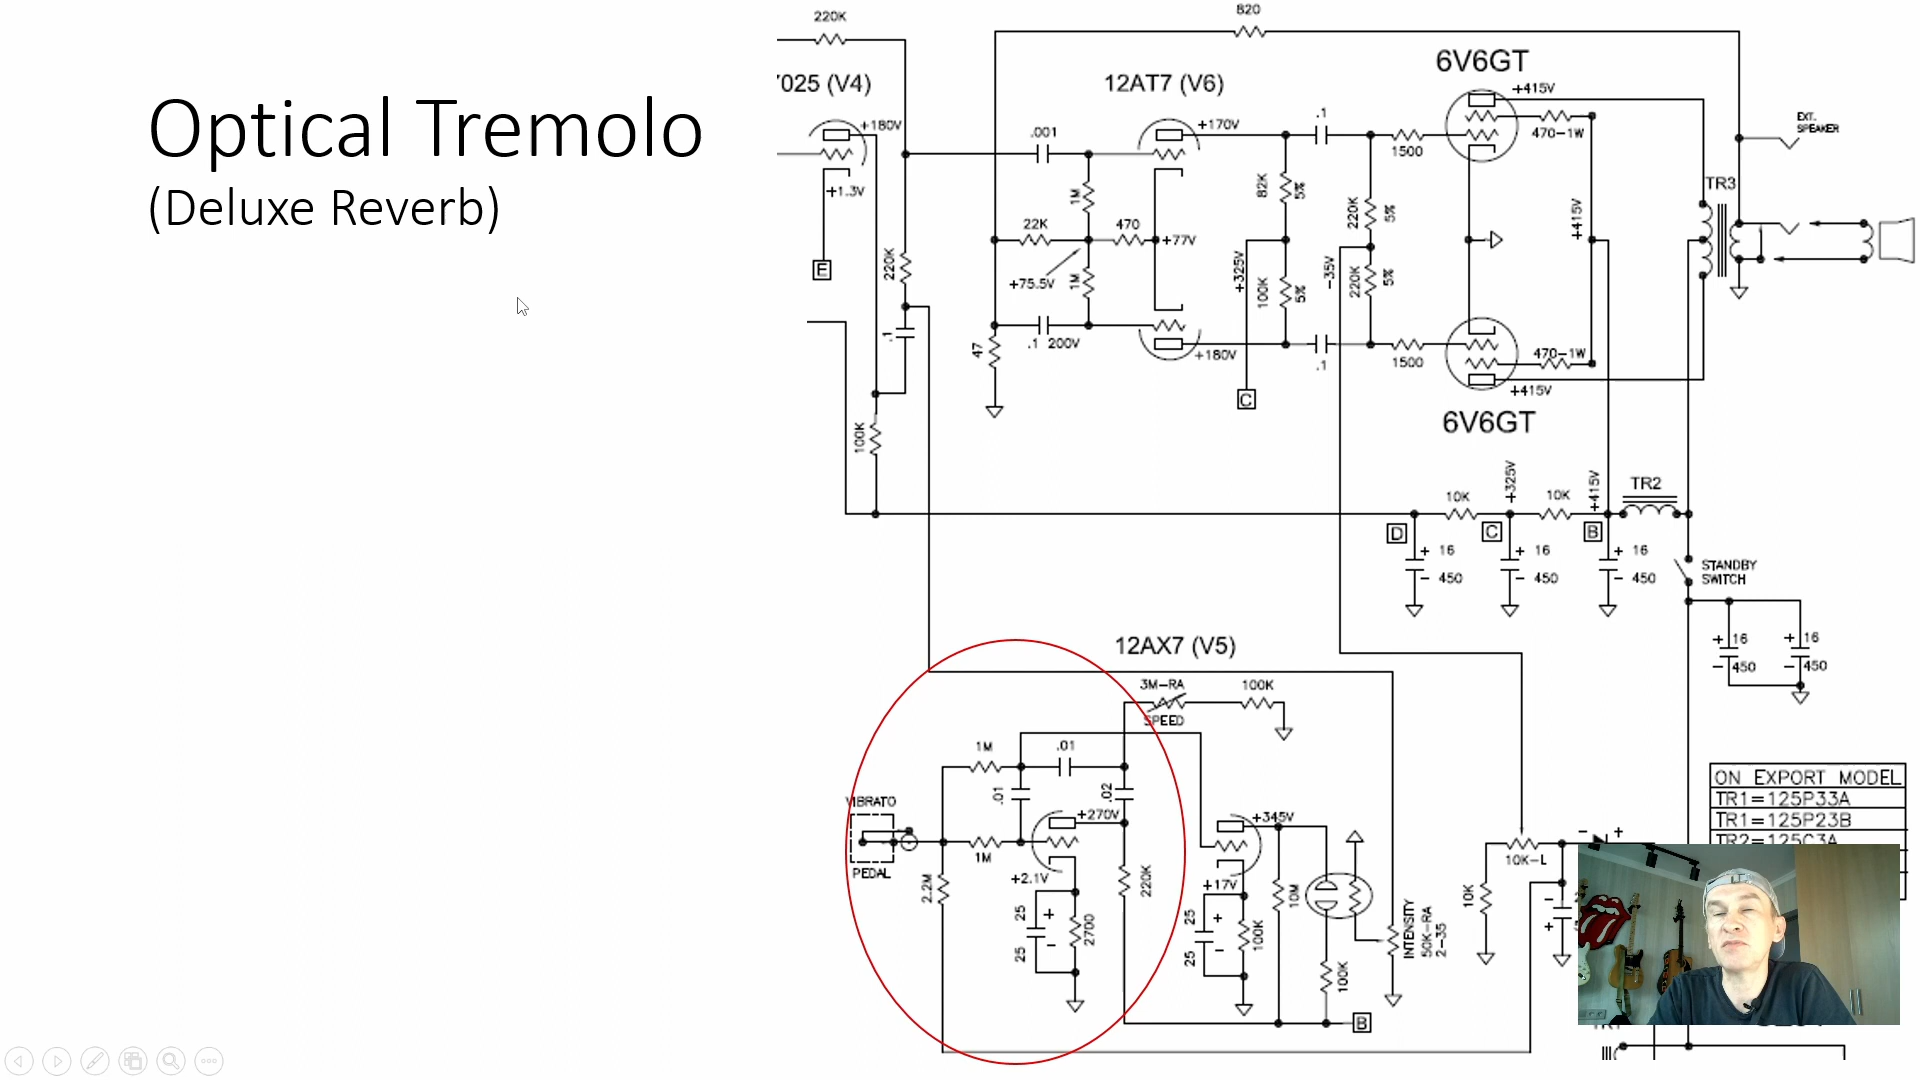 Optical Tremolo
(Deluxe Reverb)
220K
820
6V6GT
7025 (V4)
12AT7 (V6)
+415V
+180V
.001
+170V
.1
470-1W
EXT.
SPEAKER
1500
+1.3V
1M
82K
5%
TR3
22K
470
220K
5%
+415V
+77V
E
220K
+75.5V
1M
+325V
100K
5%
-35V
220K
5%
.1
.1 200V
47
+180V
.1
1500
470-1W
+415V
C
6V6GT
100K
10K
+325V
10K
+415V
TR2
D
C
B
+ 16
- 450
+ 16
- 450
+ 16
- 450
STANDBY
SWITCH
12AX7 (V5)
+ 16
- 450
+ 16
- 450
3M-RA
100K
SPEED
1M
.01
.01
.02
VIBRATO
PEDAL
+270V
+345V
1M
+2.1V
2.2M
220K
+17V
10M
25
25
+
-
2700
25
25
+
-
100K
100K
INTENSITY
50K-RA
2-35
B
10K-L
10K
- +
-
+
ON EXPORT MODEL
TR1=125P33A
TR1=125P23B
TR2=125C3A